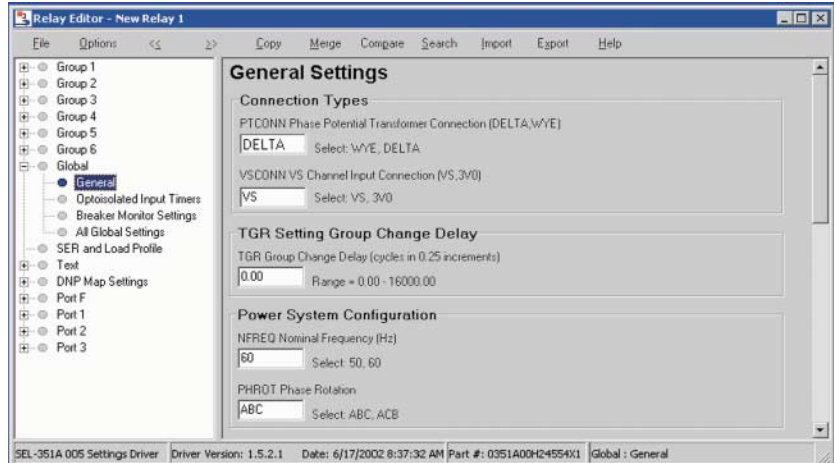 Relay Editor - New Relay 1
File Options << >> Copy Merge Compare Search Import Export Help
Group 1
Group 2
Group 3
Group 4
Group 5
Group 6
Global
General
Optoisolated Input Timers
Breaker Monitor Settings
All Global Settings
SER and Load Profile
Text
DNP Map Settings
Port F
Port 1
Port 2
Port 3
General Settings
Connection Types
PTCONN Phase Potential Transformer Connection (DELTA,WYE)
DELTA Select: WYE, DELTA
VSCONN VS Channel Input Connection (VS,3V0)
VS Select: VS, 3V0
TGR Setting Group Change Delay
TGR Group Change Delay (cycles in 0.25 increments)
0.00 Range = 0.00 - 16000.00
Power System Configuration
NFREQ Nominal Frequency (Hz)
60 Select: 50, 60
PHROT Phase Rotation
ABC Select: ABC, ACB
SEL-351A 005 Settings Driver Driver Version: 1.5.2.1 Date: 6/17/2002 8:37:32 AM Part #: 0351A00H24554X1 Global : General